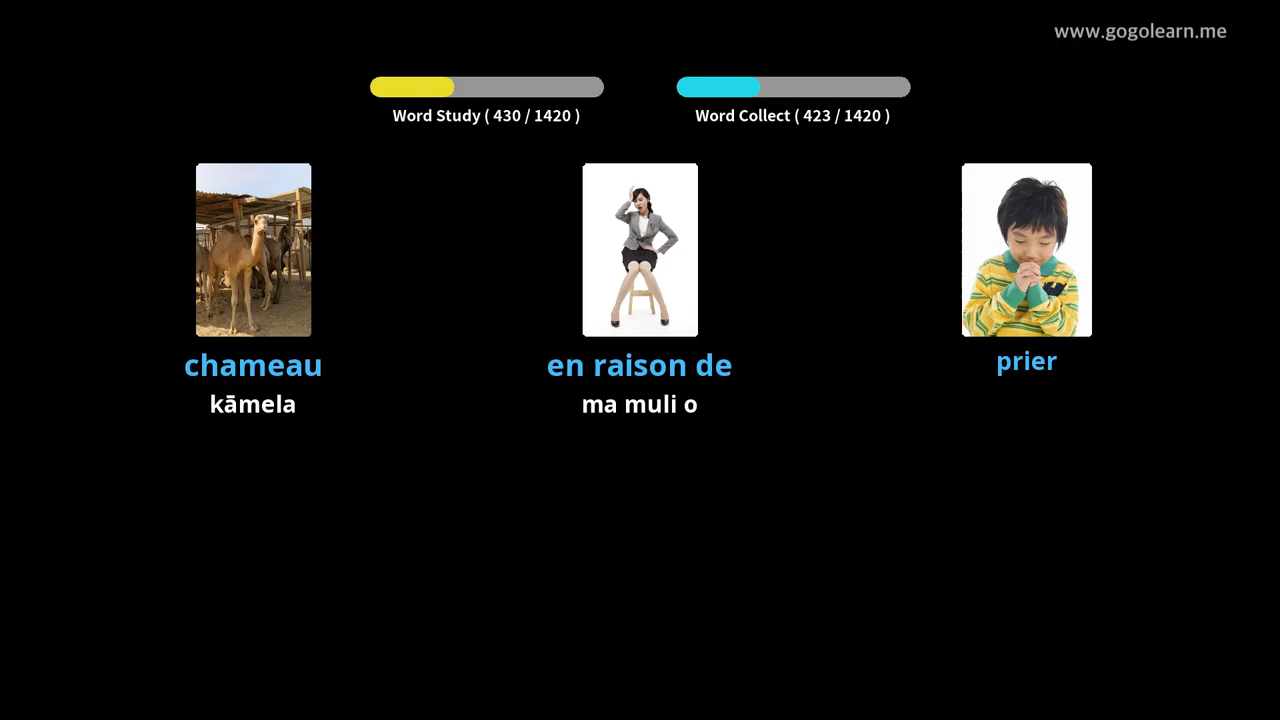 www.gogolearn.me
Word Study ( 430 / 1420 )
Word Collect ( 423 / 1420 )
chameau
kāmela
en raison de
ma muli o
prier